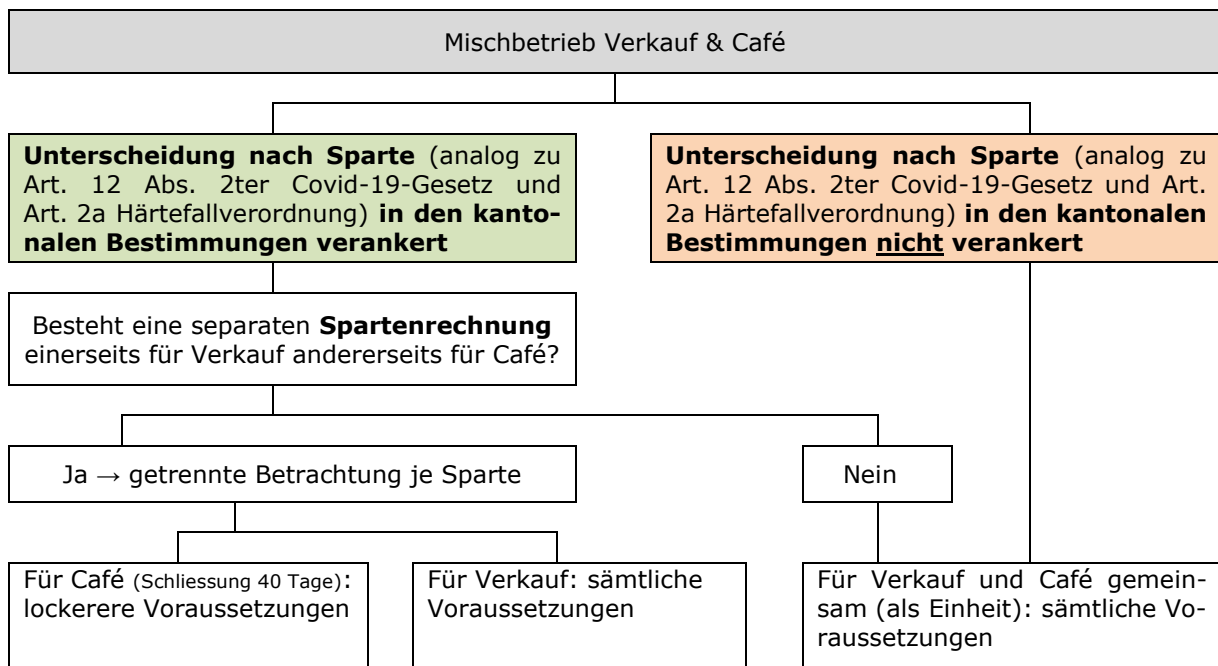 Mischbetrieb Verkauf & Café
Unterscheidung nach Sparte (analog zu
Art. 12 Abs. 2ter Covid-19-Gesetz und
Art. 2a Härtefallverordnung) in den kanto-
nalen Bestimmungen verankert
Unterscheidung nach Sparte (analog zu
Art. 12 Abs. 2ter Covid-19-Gesetz und Art.
2a Härtefallverordnung) in den kantonalen
Bestimmungen nicht verankert
Besteht eine separaten Spartenrechnung
einerseits für Verkauf andererseits für Café?
Ja → getrennte Betrachtung je Sparte
Nein
Für Café (Schliessung 40 Tage):
lockerere Voraussetzungen
Für Verkauf: sämtliche
Voraussetzungen
Für Verkauf und Café gemein-
sam (als Einheit): sämtliche Vo-
raussetzungen